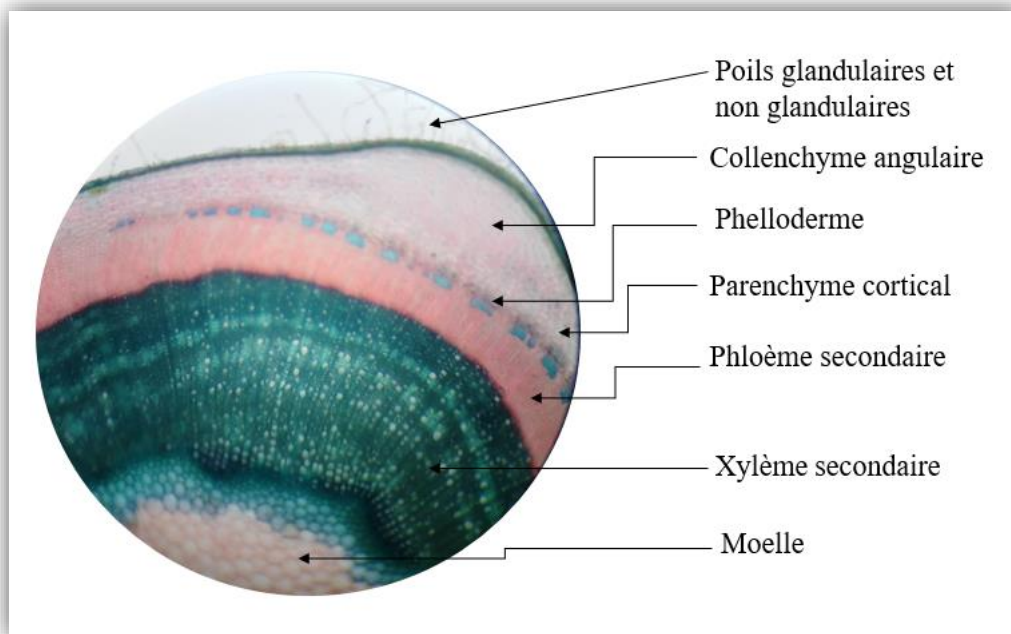 Poils glandulaires et
non glandulaires
Collenchyme angulaire
Phelloderme
Parenchyme cortical
Phloème secondaire
Xylème secondaire
Moelle